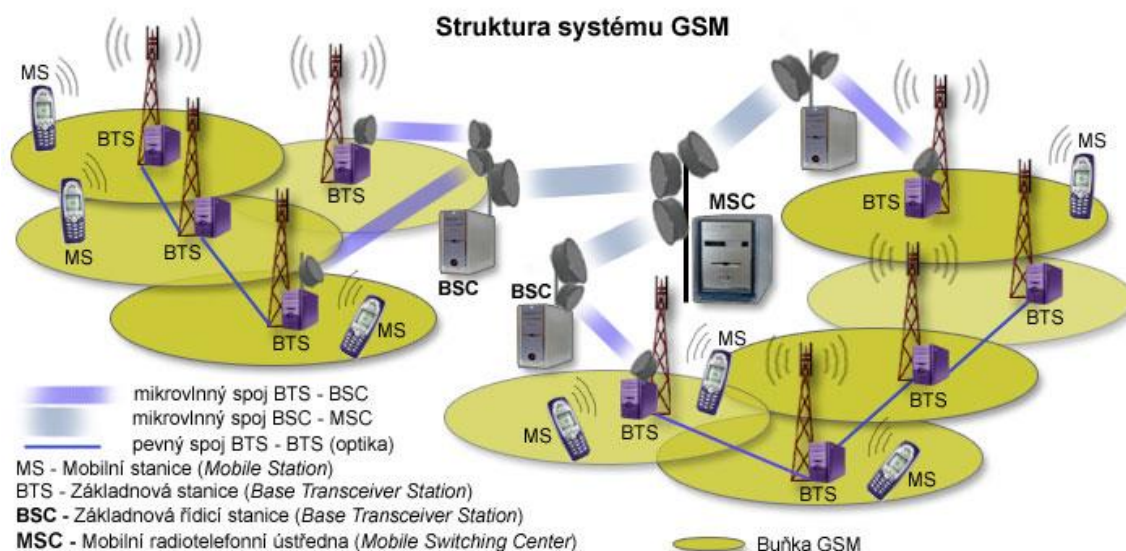 Struktura systému GSM
MS
BTS
MS
BTS
BTS
BTS
MS
BSC
BSC
MSC
BTS
MS
BTS
MS
MS
BTS
BTS
BTS
MS
mikrovlnný spoj BTS - BSC
mikrovlnný spoj BSC - MSC
pevný spoj BTS - BTS (optika)
MS - Mobilní stanice (Mobile Station)
BTS - Základnová stanice (Base Transceiver Station)
BSC - Základnová řídicí stanice (Base Transceiver Station)
MSC - Mobilní radiotelefonní ústředna (Mobile Switching Center)
Buňka GSM